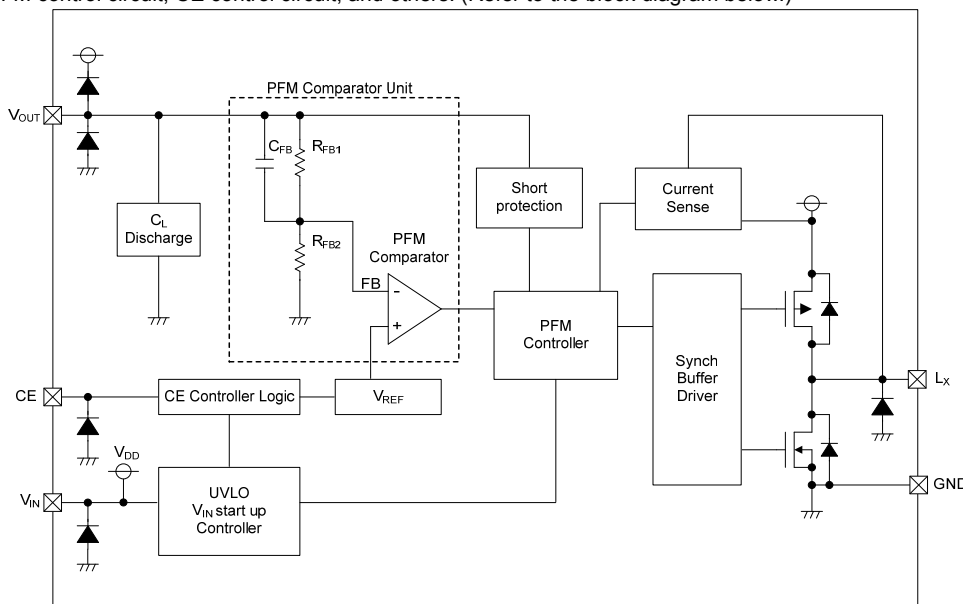 PFM control circuit, CE control circuit, and others. (Refer to the block diagram below.)
PFM Comparator Unit
VOUT
CFB
RFB1
Short
protection
Current
Sense
CL
Discharge
RFB2
PFM
Comparator
FB
-
+
PFM
Controller
Synch
Buffer
Driver
CE
CE Controller Logic
VREF
LX
VDD
VIN
UVLO
VIN start up
Controller
GND